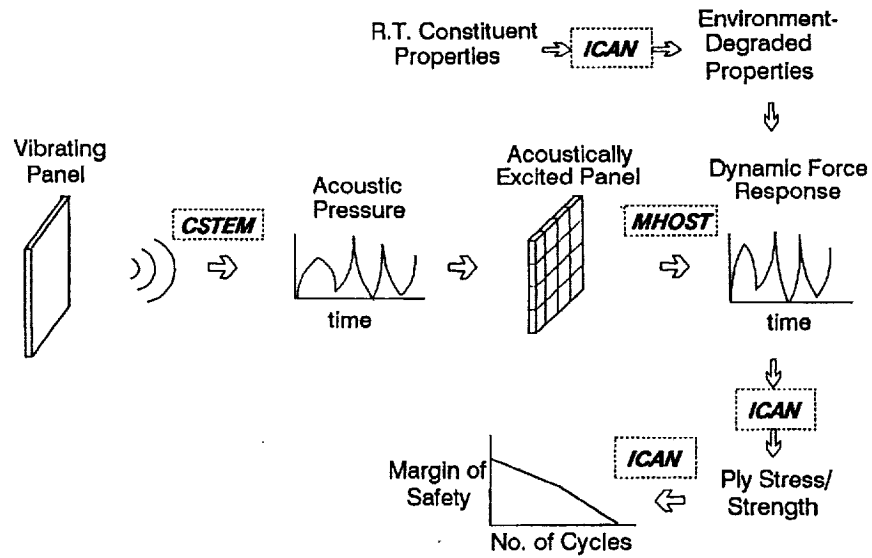 R.T. Constituent
Properties
ICAN
Environment-
Degraded
Properties
Vibrating
Panel
CSTEM
Acoustic
Pressure
time
Acoustically
Excited Panel
MHOST
Dynamic Force
Response
time
ICAN
Ply Stress/
Strength
ICAN
Margin of
Safety
No. of Cycles